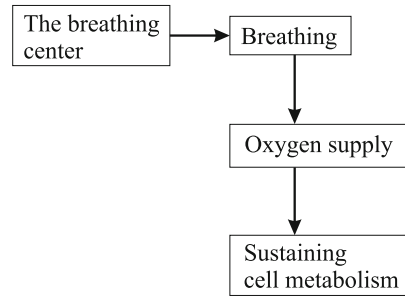 The breathing
center
Breathing
Oxygen supply
Sustaining
cell metabolism